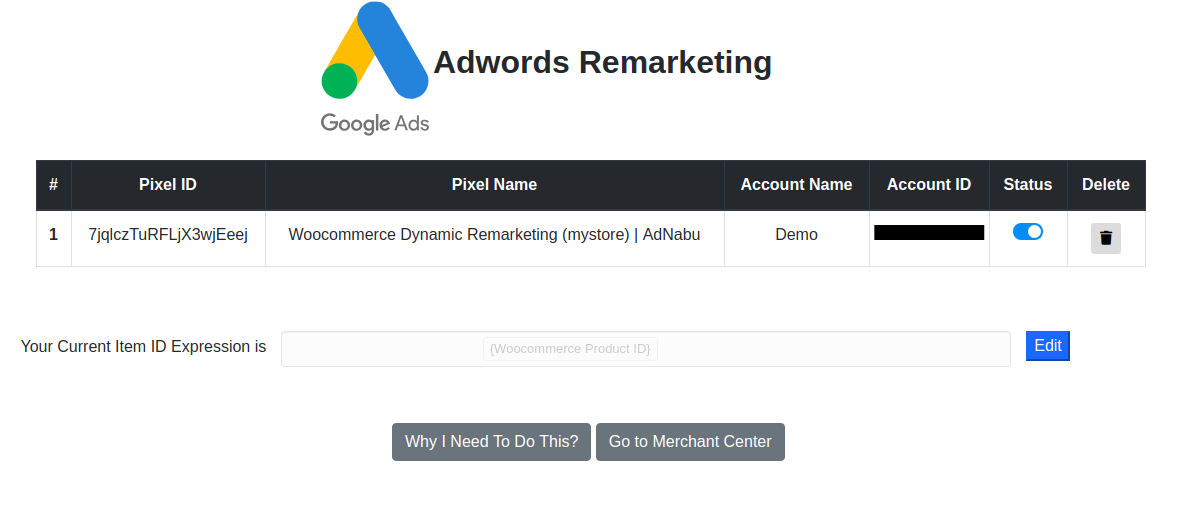 Adwords Remarketing
Google Ads
# Pixel ID Pixel Name Account Name Account ID Status Delete
1 7jqlczTuRFLjX3wjEeej Woocommerce Dynamic Remarketing (mystore) | AdNabu Demo
Your Current Item ID Expression is {Woocommerce Product ID} Edit
Why I Need To Do This? Go to Merchant Center